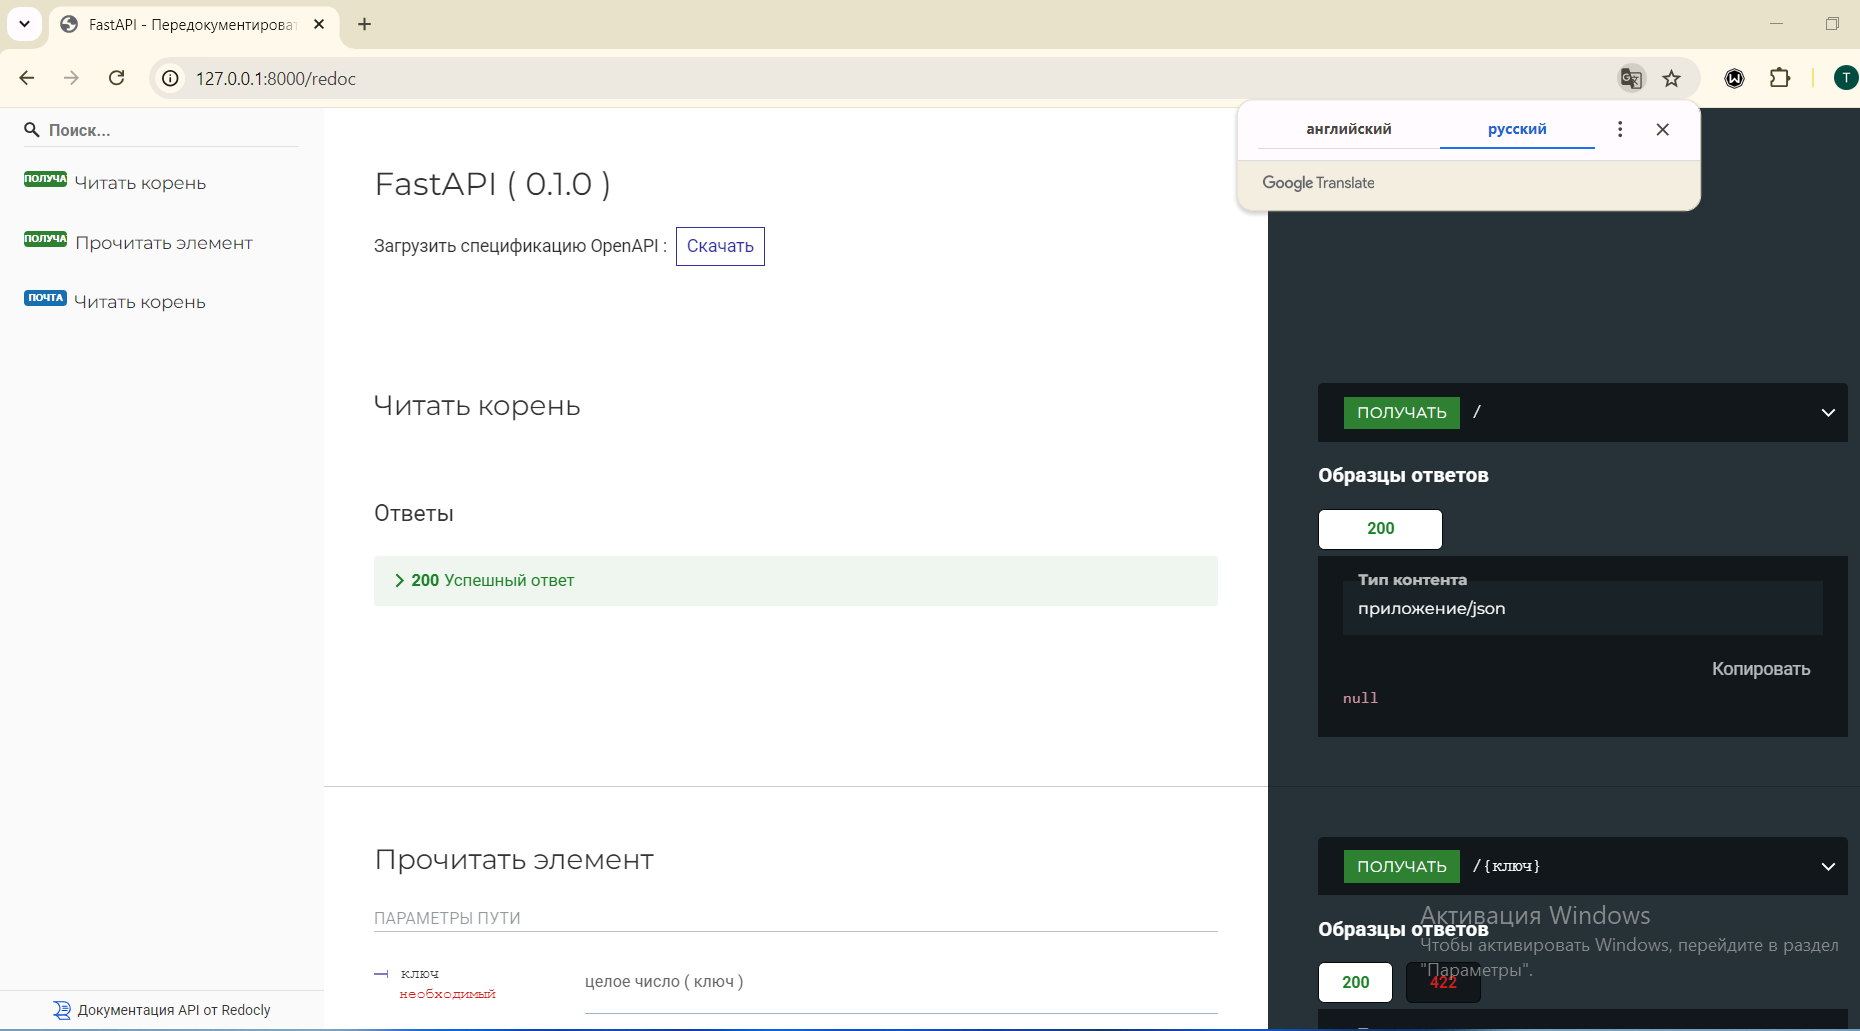 FastAPI - Передокументироват
127.0.0.1:8000/redoc
T
английский
русский
Google Translate
Поиск...
ПОЛУЧА Читать корень
ПОЛУЧА Прочитать элемент
ПОЧТА Читать корень
Документация API от Redocly
FastAPI ( 0.1.0 )
Загрузить спецификацию OpenAPI : Скачать
Читать корень
Ответы
200 Успешный ответ
ПОЛУЧАТЬ /
Образцы ответов
200
Тип контента
приложение/json
Копировать
null
Прочитать элемент
ПАРАМЕТРЫ ПУТИ
ключ
необходимый
целое число ( ключ )
ПОЛУЧАТЬ /{ключ}
Образцы ответов
200
422
Активация Windows
Чтобы активировать Windows, перейдите в раздел
"Параметры".